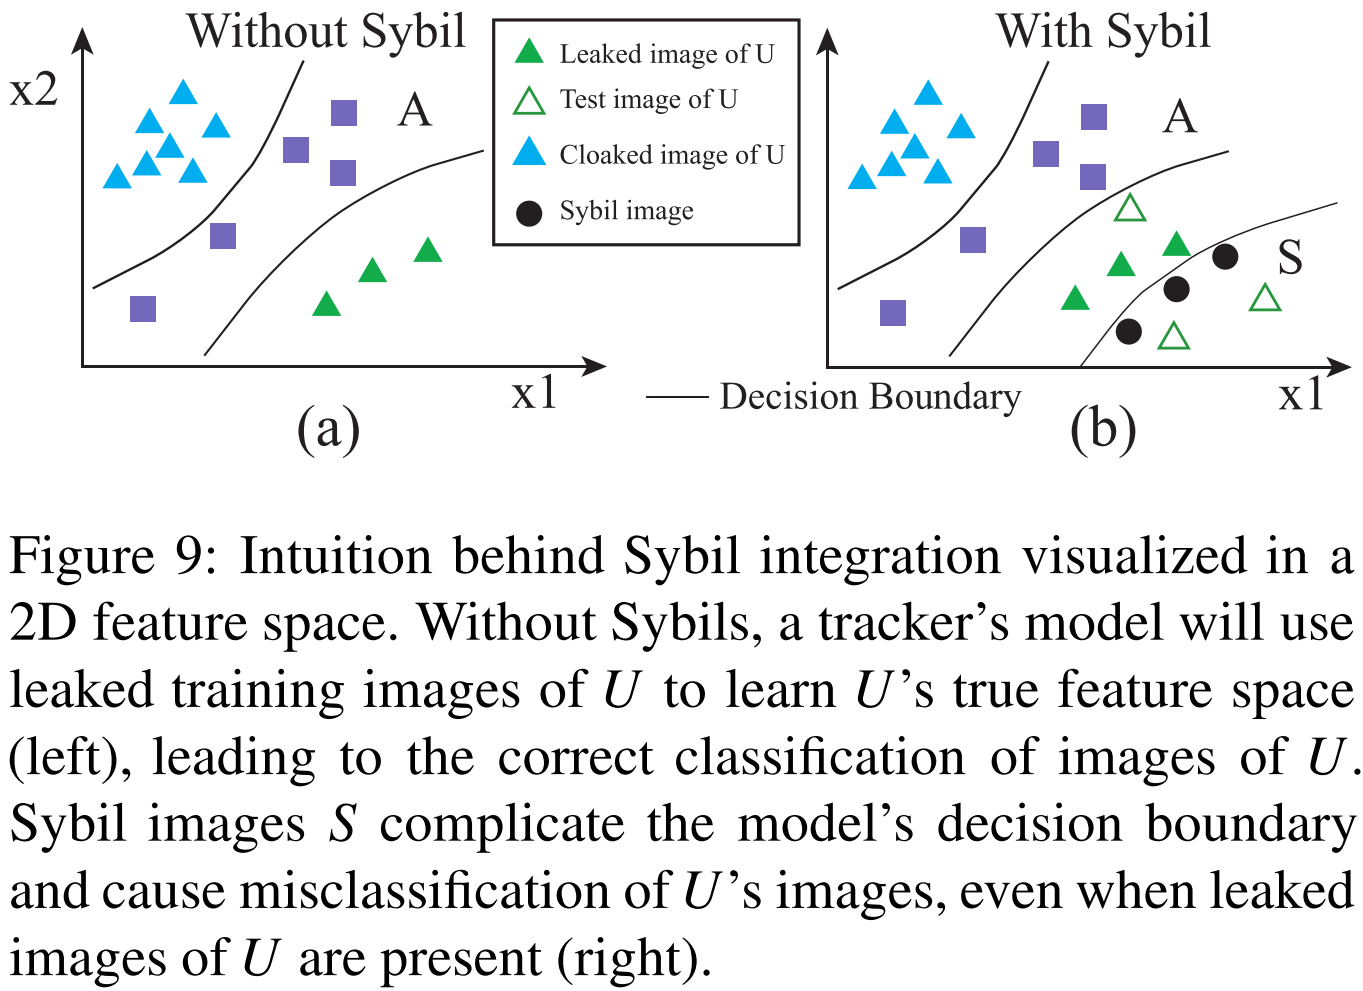 Without Sybil
x2
A
x1
(a)
Leaked image of U
Test image of U
Cloaked image of U
Sybil image
Decision Boundary
With Sybil
A
S
x1
(b)
Figure 9: Intuition behind Sybil integration visualized in a
2D feature space. Without Sybils, a tracker's model will use
leaked training images of U to learn U's true feature space
(left), leading to the correct classification of images of U.
Sybil images S complicate the model's decision boundary
and cause misclassification of U's images, even when leaked
images of U are present (right).